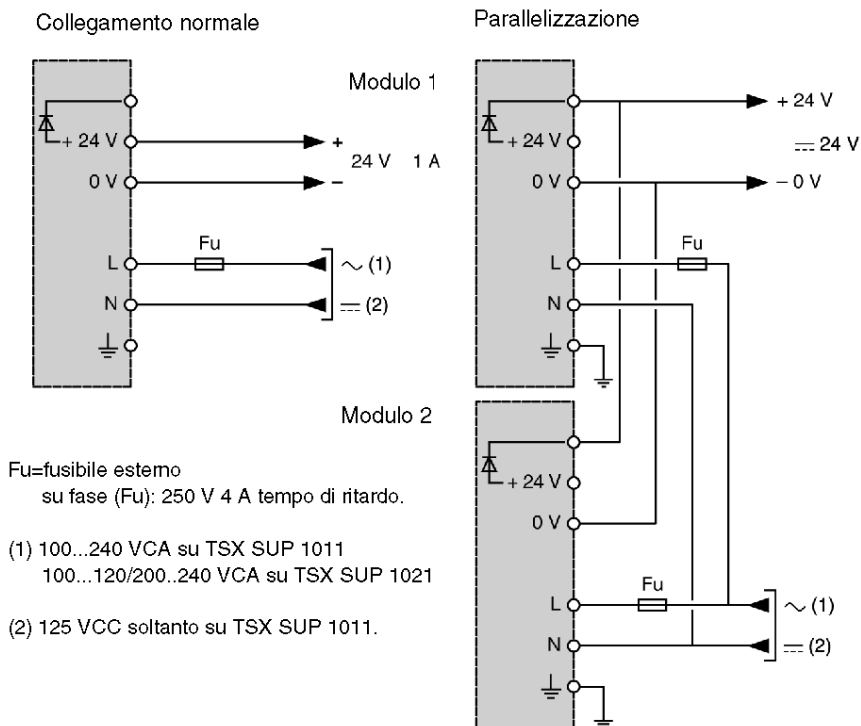 Collegamento normale
Parallelizzazione
Modulo 1
+ 24 V
0 V
L
N
+
24 V 1 A
−
Fu
(1)
(2)
+ 24 V
0 V
L
N
+ 24 V
24 V
− 0 V
Fu
Modulo 2
+ 24 V
0 V
L
N
Fu
(1)
(2)
Fu=fusibile esterno
su fase (Fu): 250 V 4 A tempo di ritardo.
(1) 100...240 VCA su TSX SUP 1011
100...120/200..240 VCA su TSX SUP 1021
(2) 125 VCC soltanto su TSX SUP 1011.